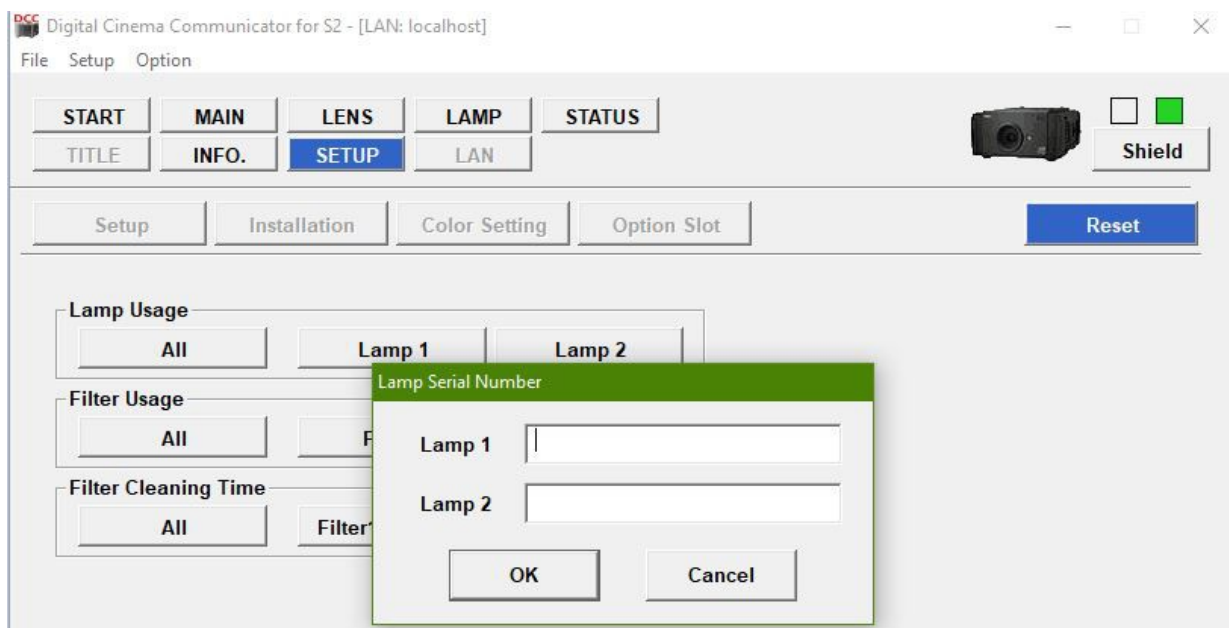 DCC Digital Cinema Communicator for S2 - [LAN: localhost]
File Setup Option
START MAIN LENS LAMP STATUS
TITLE INFO. SETUP LAN
Shield
Setup Installation Color Setting Option Slot Reset
Lamp Usage
All Lamp 1 Lamp 2
Filter Usage
All
Filter Cleaning Time
All
Lamp Serial Number
Lamp 1
Lamp 2
OK Cancel